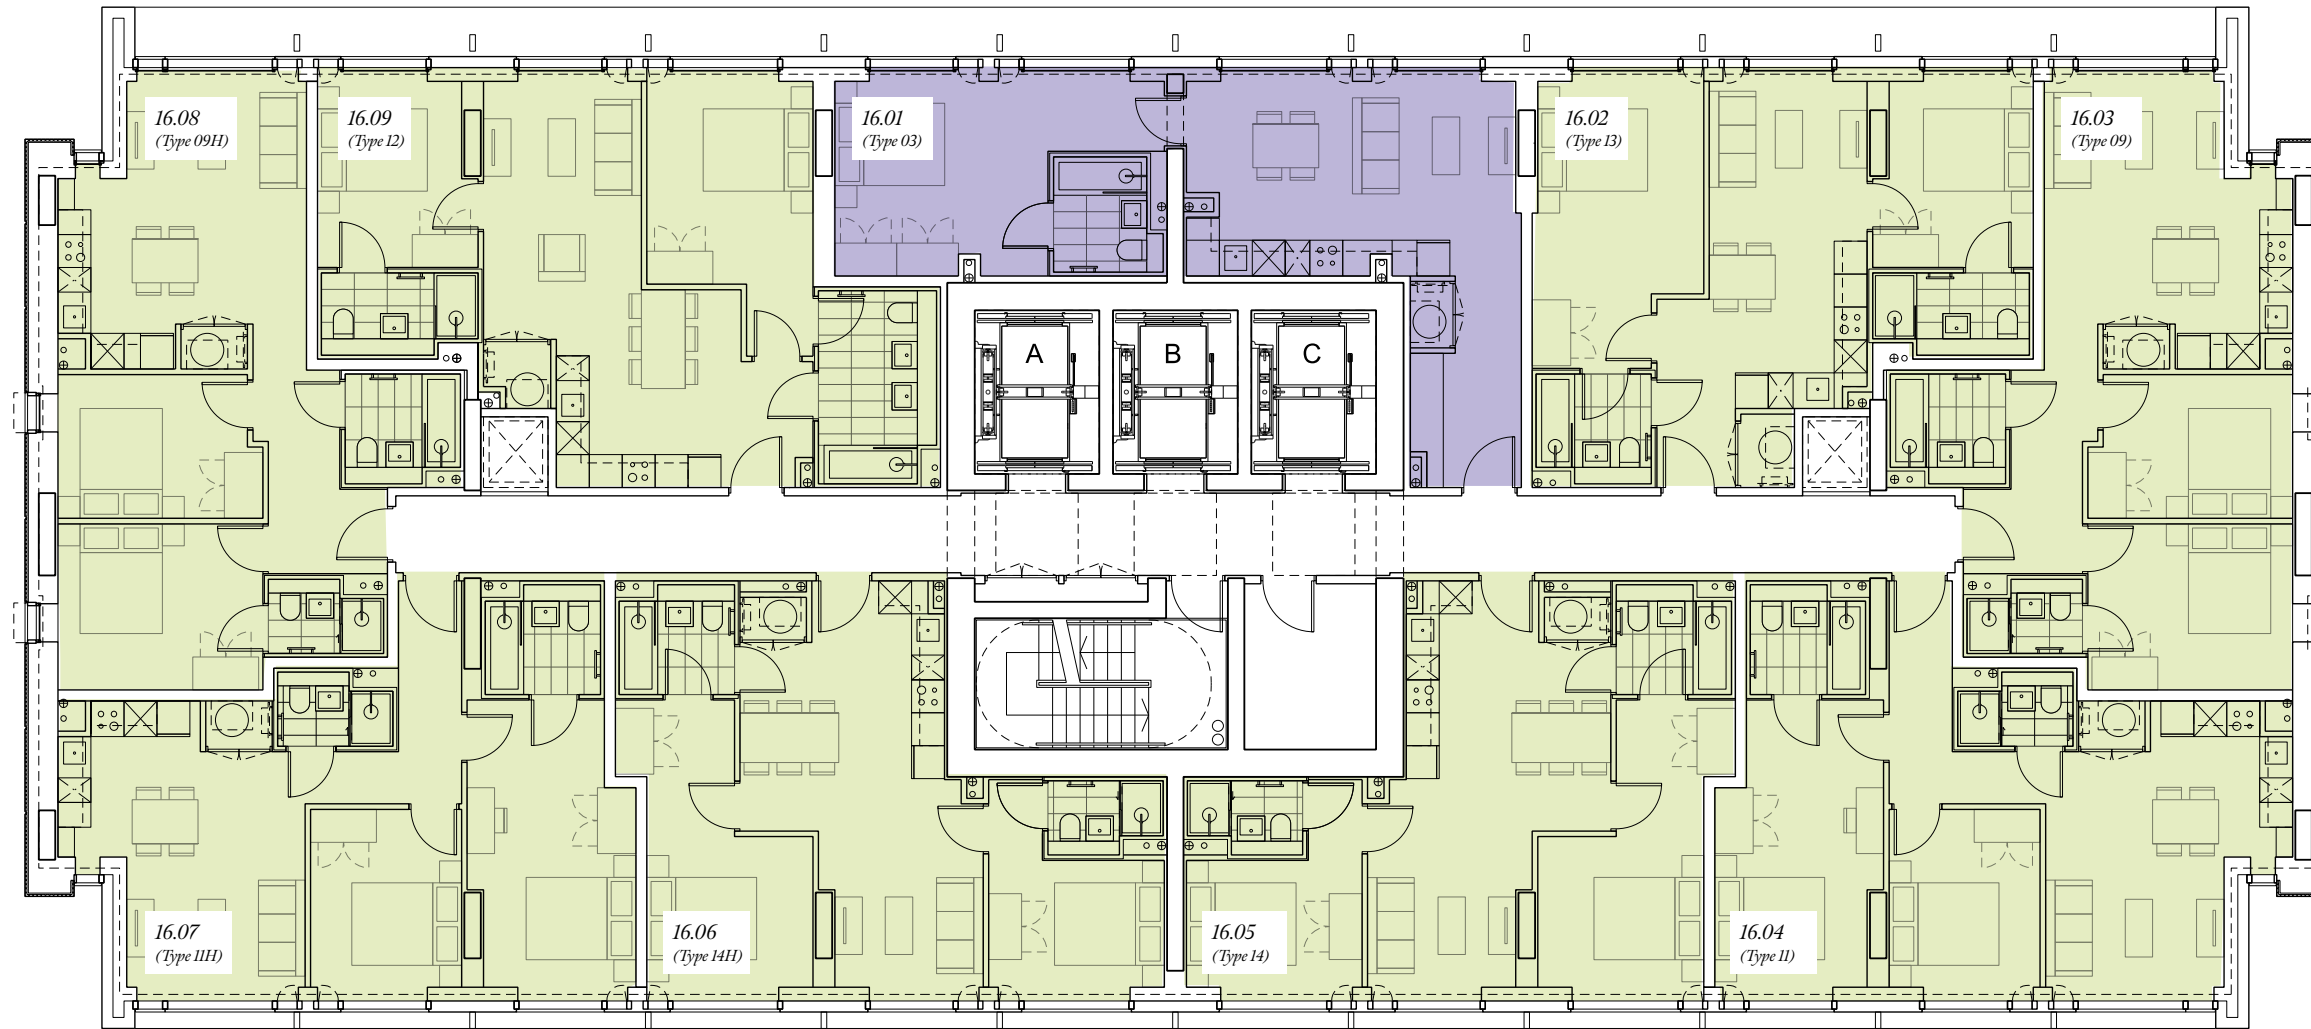 16.08
(Type 09H)
16.09
(Type 12)
16.01
(Type 03)
16.02
(Type 13)
16.03
(Type 09)
A
B
C
16.07
(Type 11H)
16.06
(Type 14H)
16.05
(Type 14)
16.04
(Type 11)